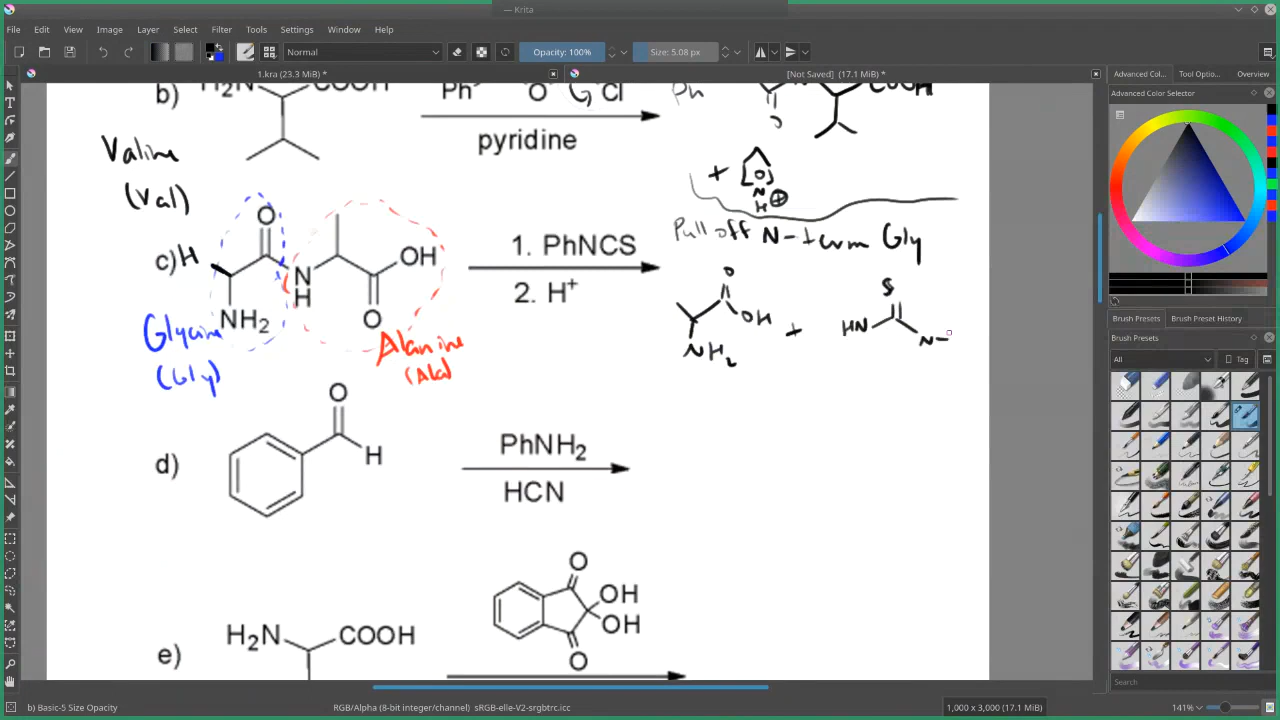 — Krita
File Edit View Image Layer Select Filter Tools Settings Window Help
Normal Opacity: 100% Size: 5.08 px
1.kra (23.3 MiB) *
[Not Saved] (17.1 MiB) *
Advanced Col... Tool Optio... Overview
Advanced Color Selector
b) H2N COOH Ph O Cl Ph COOH
pyridine
O
Valine
(Val)
+ O N H +
Pull off N-term Gly
c) H O N H OH O NH2
1. PhNCS
2. H+
Glycine
(Gly)
Alanine
(Ala)
O OH NH2 + S HN N
d) O H
PhNH2
HCN
e) H2N COOH
O OH OH O
Brush Presets Brush Preset History
Brush Presets
All Tag
Search
b) Basic-5 Size Opacity
RGB/Alpha (8-bit integer/channel) sRGB-elle-V2-srgbtrc.icc
1,000 x 3,000 (17.1 MiB)
141%